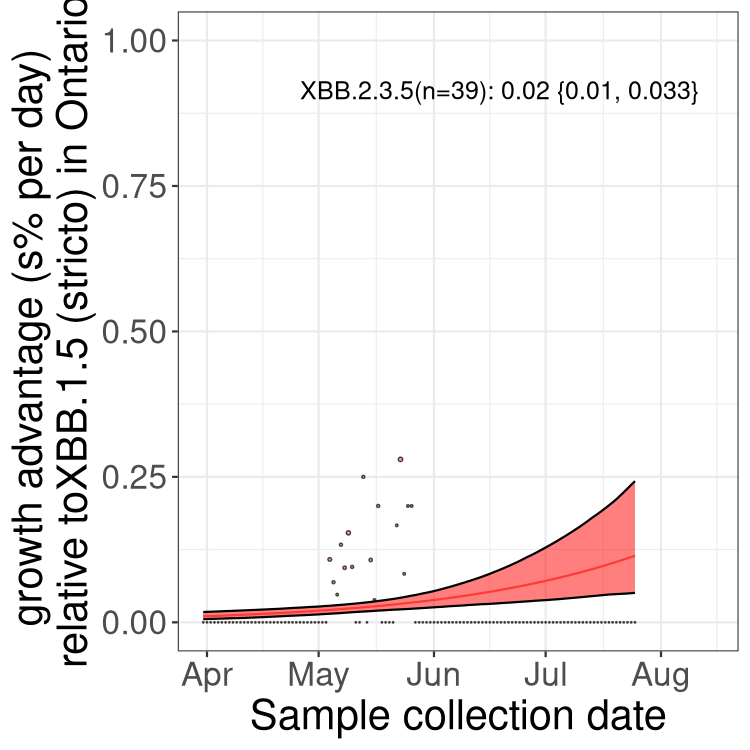 growth advantage (s% per day)
relative toXBB.1.5 (stricto) in Ontario
1.00
0.75
0.50
0.25
0.00
XBB.2.3.5(n=39): 0.02 {0.01, 0.033}
Apr May Jun Jul Aug
Sample collection date